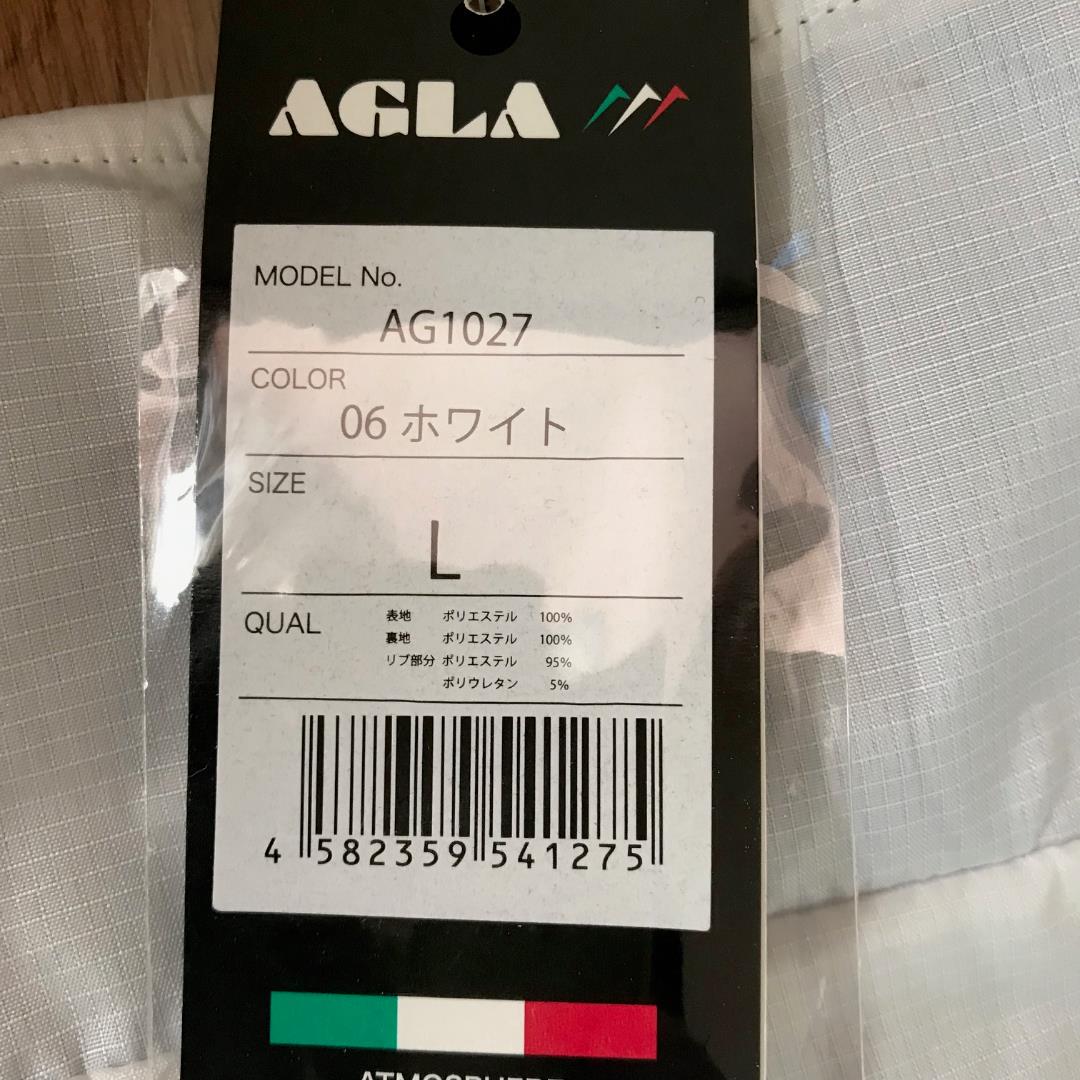 AGLA
MODEL No.
AG1027
COLOR
06 ホワイト
SIZE
L
QUAL
表地 ポリエステル 100%
裏地 ポリエステル 100%
リブ部分 ポリエステル 95%
ポリウレタン 5%
4 582359 541275
ATMOSPHERE